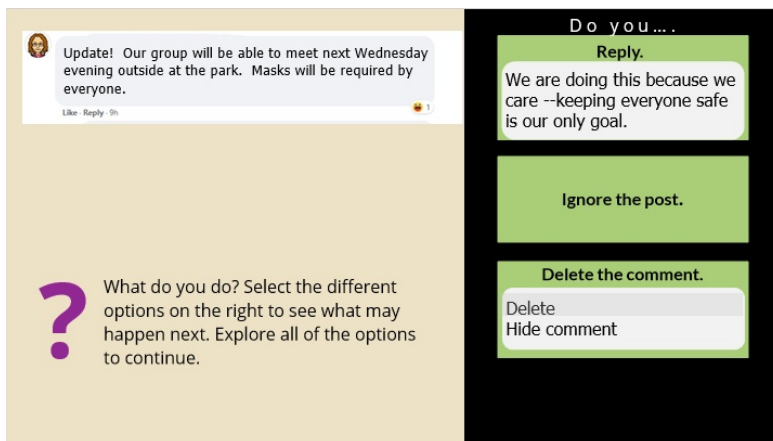 Update!  Our group will be able to meet next Wednesday
evening outside at the park.  Masks will be required by
everyone.
Like · Reply · 9h
1
?
What do you do? Select the different
options on the right to see what may
happen next. Explore all of the options
to continue.
Do you....
Reply.
We are doing this because we
care --keeping everyone safe
is our only goal.
Ignore the post.
Delete the comment.
Delete
Hide comment